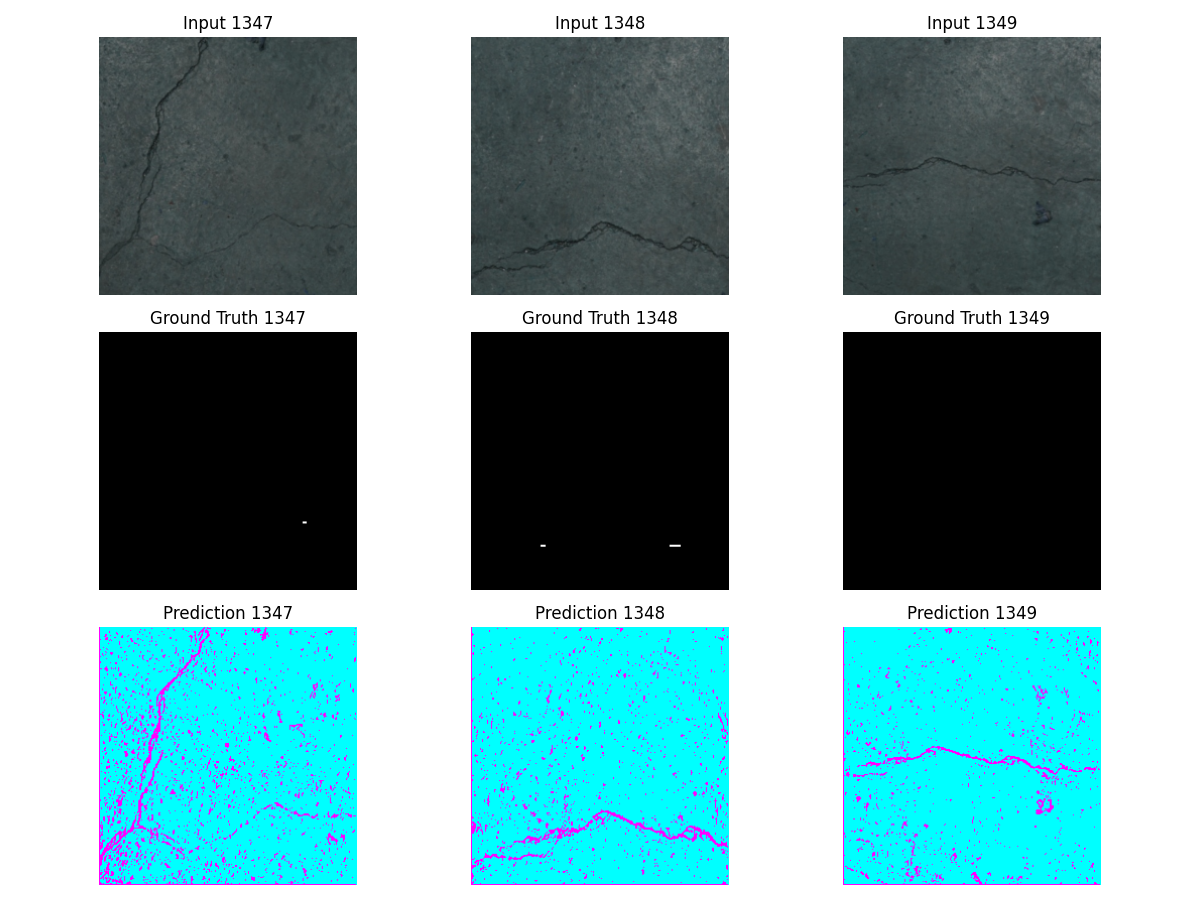 Input 1347
Input 1348
Input 1349
Ground Truth 1347
Ground Truth 1348
Ground Truth 1349
Prediction 1347
Prediction 1348
Prediction 1349